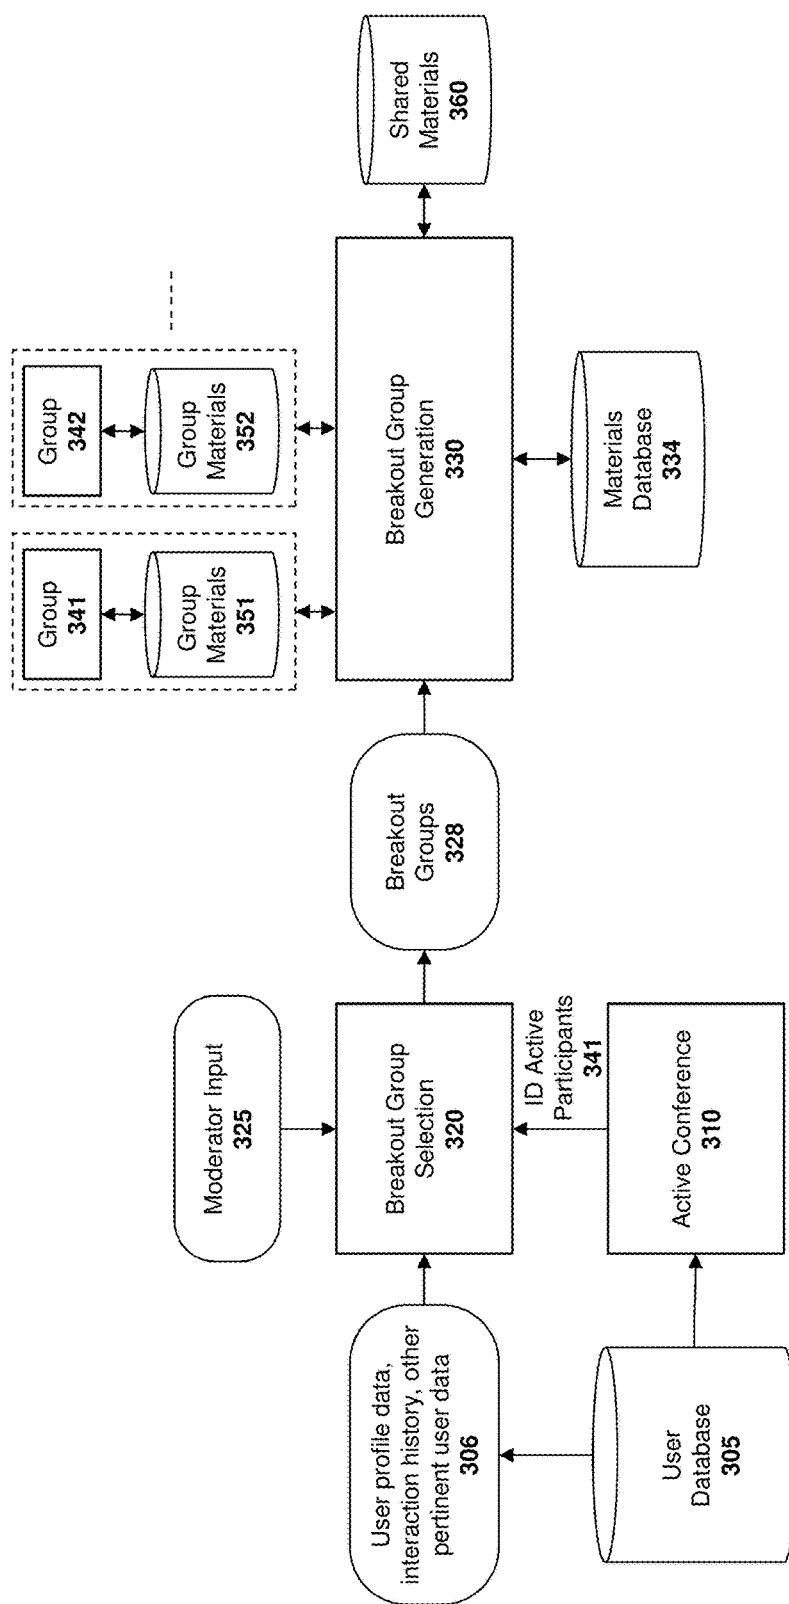 Group
341
Group
Materials
351
Group
342
Group
Materials
352
Moderator Input
325
User profile data,
interaction history, other
pertinent user data
306
Breakout Group
Selection
320
Breakout
Groups
328
Breakout Group
Generation
330
Shared
Materials
360
ID Active
Participants
341
User
Database
305
Active Conference
310
Materials
Database
334